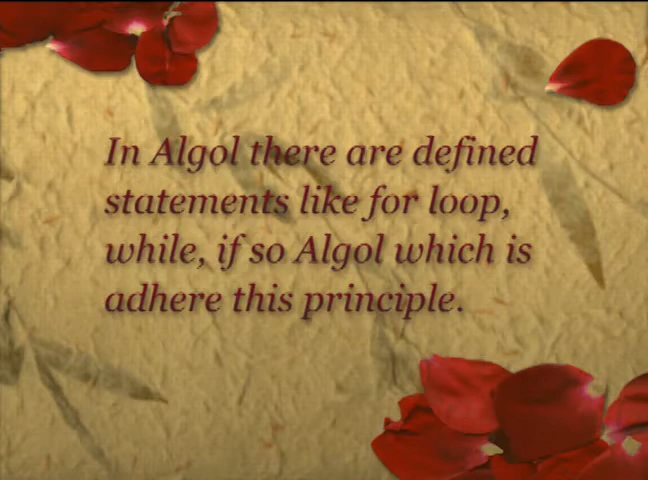 In Algol there are defined
statements like for loop,
while, if so Algol which is
adhere this principle.